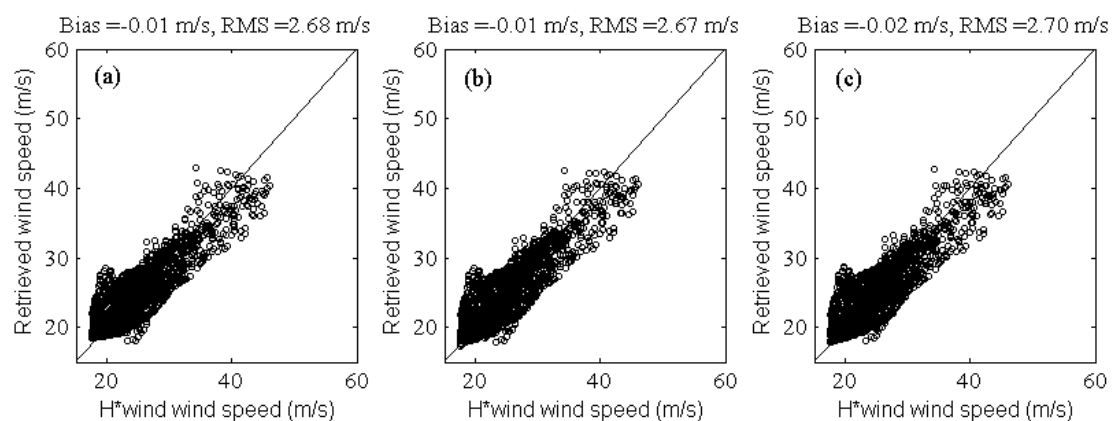 Bias =-0.01 m/s, RMS =2.68 m/s
60
(a)
50
40
30
20
20
40
60
Retrieved wind speed (m/s)
H*wind wind speed (m/s)
Bias =-0.01 m/s, RMS =2.67 m/s
60
(b)
50
40
30
20
20
40
60
Retrieved wind speed (m/s)
H*wind wind speed (m/s)
Bias =-0.02 m/s, RMS =2.70 m/s
60
(c)
50
40
30
20
20
40
60
Retrieved wind speed (m/s)
H*wind wind speed (m/s)